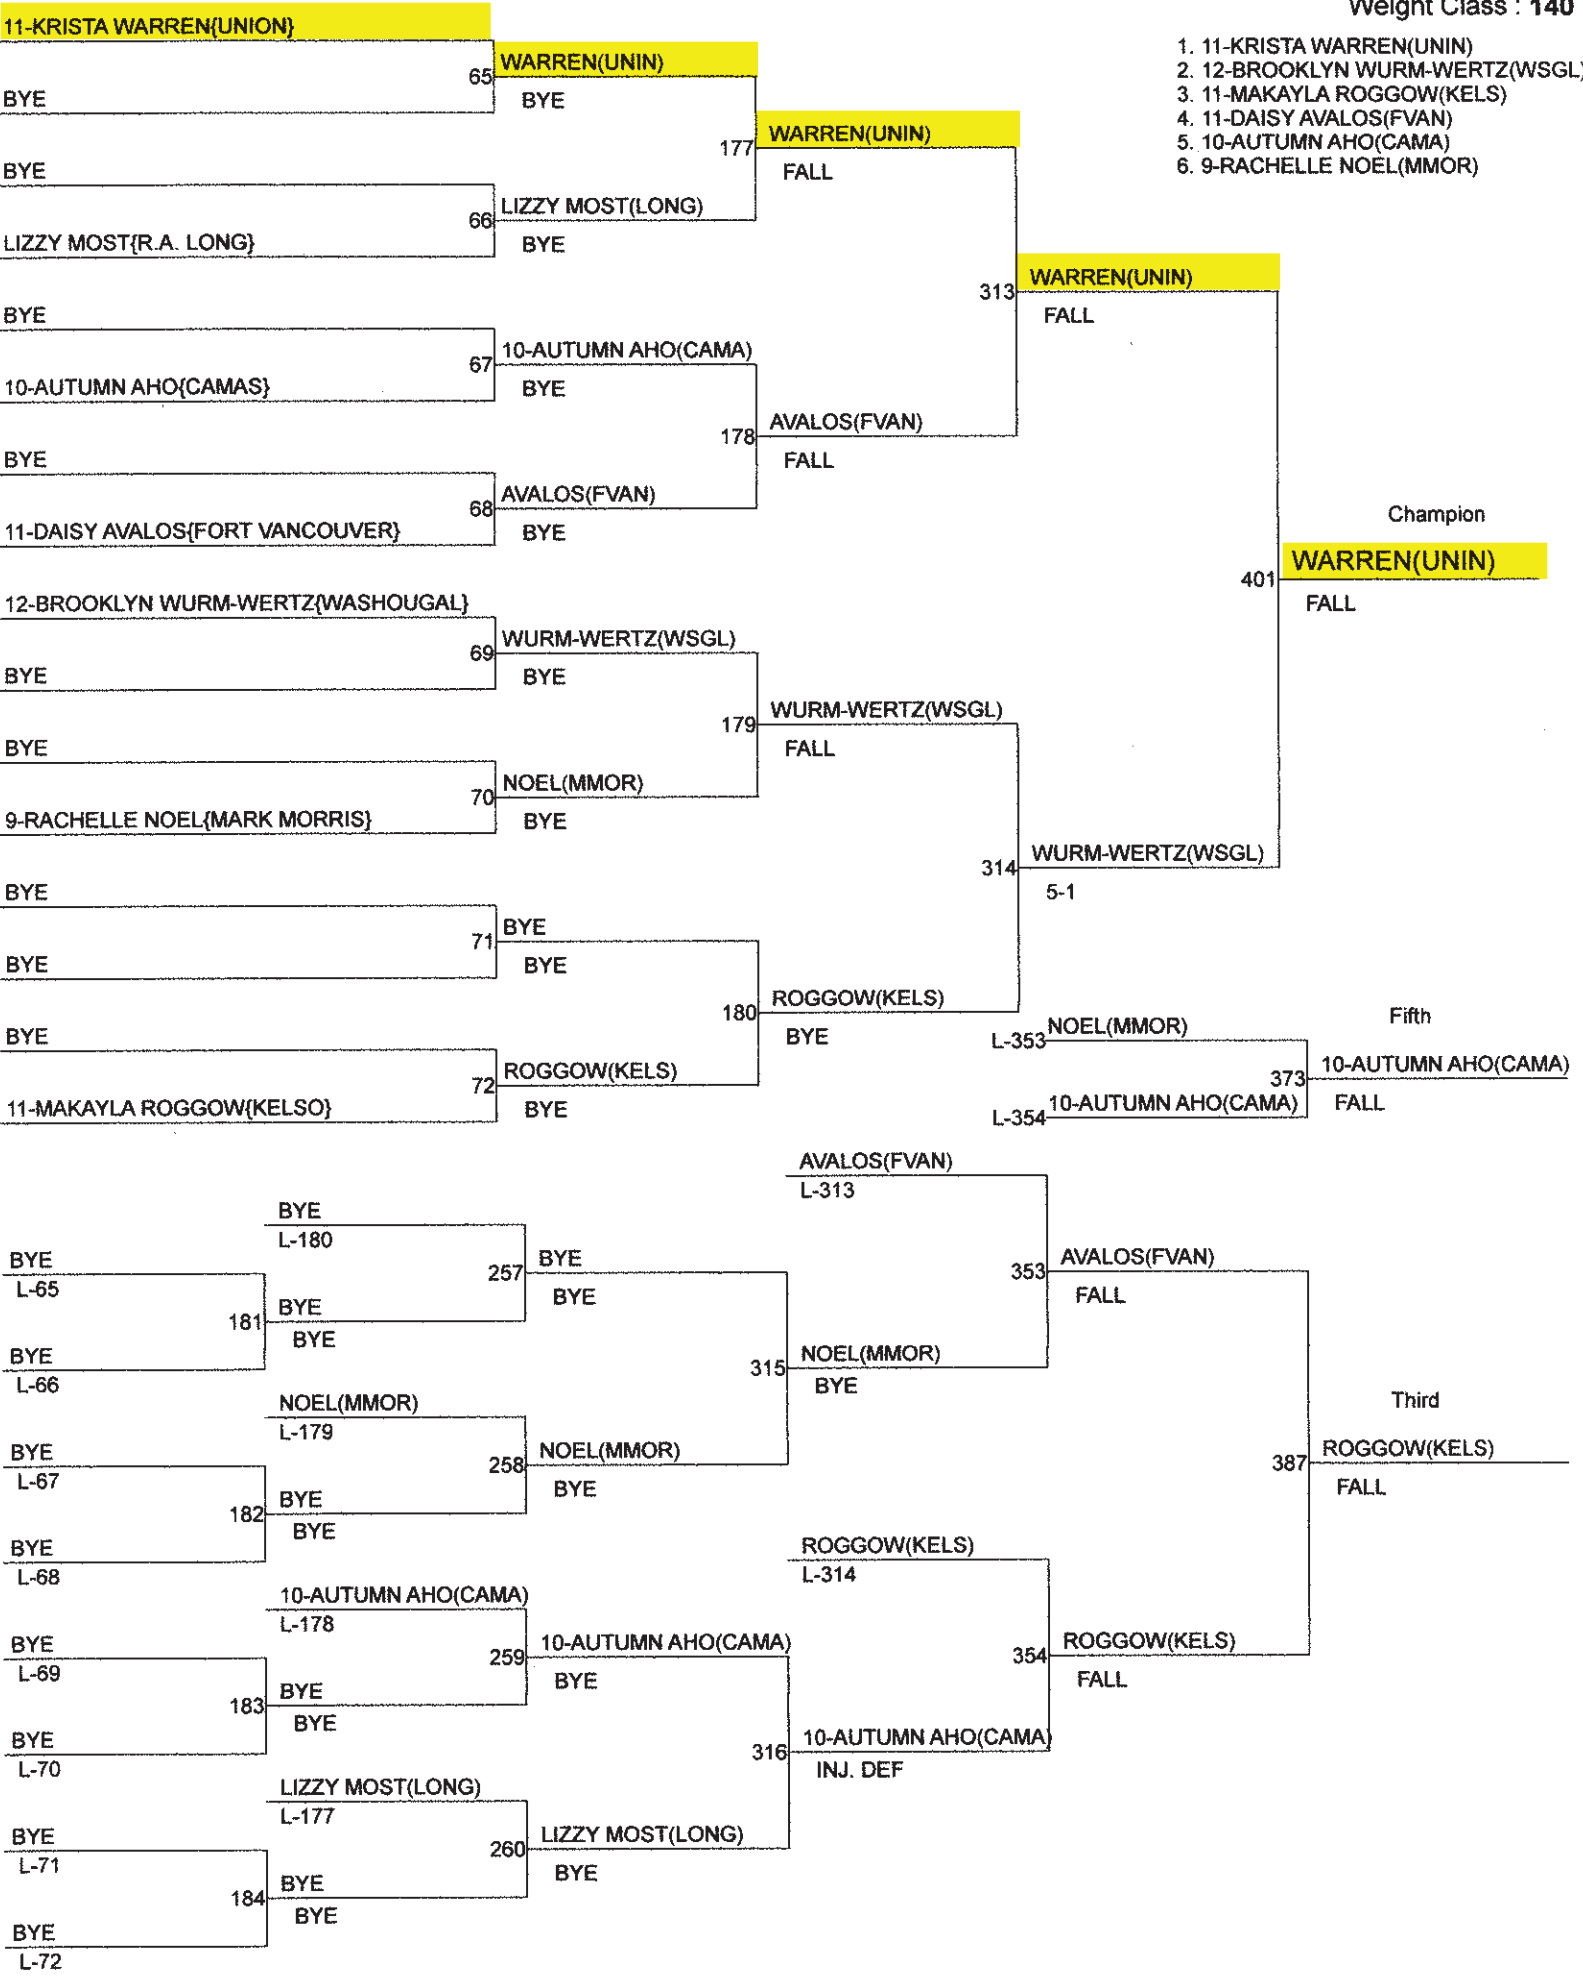 Weight Class : 140
1. 11-KRISTA WARREN(UNIN)
2. 12-BROOKLYN WURM-WERTZ(WSGL)
3. 11-MAKAYLA ROGGOW(KELS)
4. 11-DAISY AVALOS(FVAN)
5. 10-AUTUMN AHO(CAMA)
6. 9-RACHELLE NOEL(MMOR)
11-KRISTA WARREN{UNION}
BYE
BYE
LIZZY MOST{R.A. LONG}
BYE
10-AUTUMN AHO{CAMAS}
BYE
11-DAISY AVALOS{FORT VANCOUVER}
12-BROOKLYN WURM-WERTZ{WASHOUGAL}
BYE
BYE
9-RACHELLE NOEL{MARK MORRIS}
BYE
BYE
BYE
11-MAKAYLA ROGGOW{KELSO}
65 WARREN(UNIN)
BYE
66 LIZZY MOST(LONG)
BYE
67 10-AUTUMN AHO(CAMA)
BYE
68 AVALOS(FVAN)
BYE
69 WURM-WERTZ(WSGL)
BYE
70 NOEL(MMOR)
BYE
71 BYE
BYE
72 ROGGOW(KELS)
BYE
177 WARREN(UNIN)
FALL
178 AVALOS(FVAN)
FALL
179 WURM-WERTZ(WSGL)
FALL
180 ROGGOW(KELS)
BYE
313 WARREN(UNIN)
FALL
314 WURM-WERTZ(WSGL)
5-1
Champion
401 WARREN(UNIN)
FALL
L-353 NOEL(MMOR)
L-354 10-AUTUMN AHO(CAMA)
Fifth
373 10-AUTUMN AHO(CAMA)
FALL
BYE
L-65
BYE
L-66
BYE
L-67
BYE
L-68
BYE
L-69
BYE
L-70
BYE
L-71
BYE
L-72
BYE
L-180
181 BYE
BYE
NOEL(MMOR)
L-179
182 BYE
BYE
10-AUTUMN AHO(CAMA)
L-178
183 BYE
BYE
LIZZY MOST(LONG)
L-177
184 BYE
BYE
257 BYE
BYE
258 NOEL(MMOR)
BYE
259 10-AUTUMN AHO(CAMA)
BYE
260 LIZZY MOST(LONG)
BYE
AVALOS(FVAN)
L-313
315 NOEL(MMOR)
BYE
ROGGOW(KELS)
L-314
316 10-AUTUMN AHO(CAMA)
INJ. DEF
353 AVALOS(FVAN)
FALL
354 ROGGOW(KELS)
FALL
Third
387 ROGGOW(KELS)
FALL